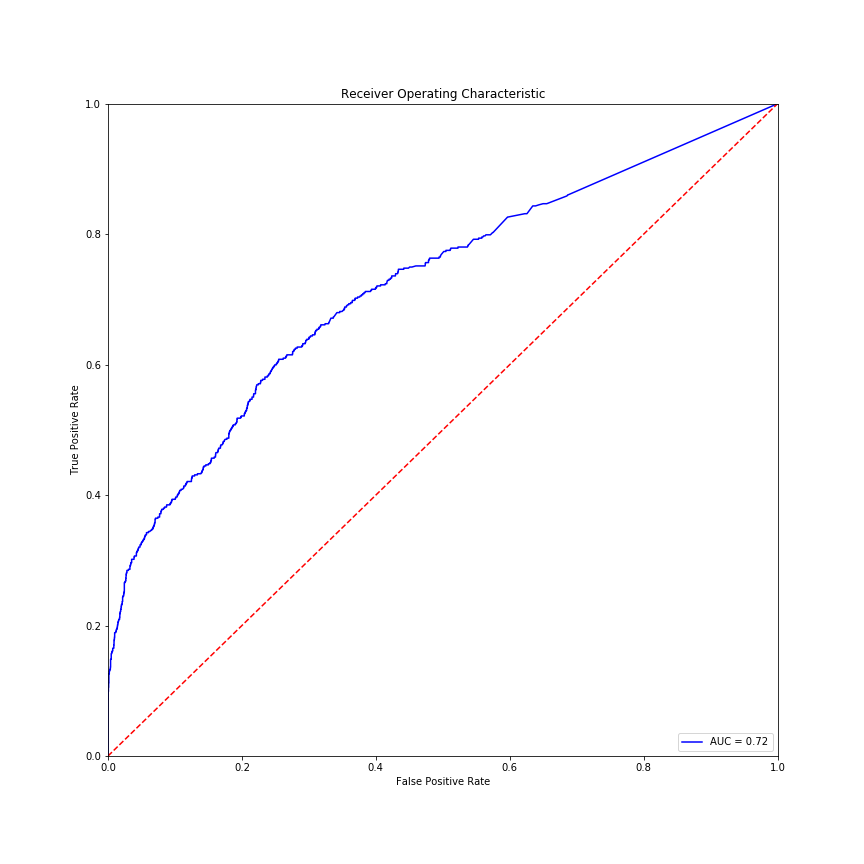 Receiver Operating Characteristic
1.0
0.8
0.6
0.4
0.2
0.0
True Positive Rate
0.0 0.2 0.4 0.6 0.8 1.0
False Positive Rate
AUC = 0.72